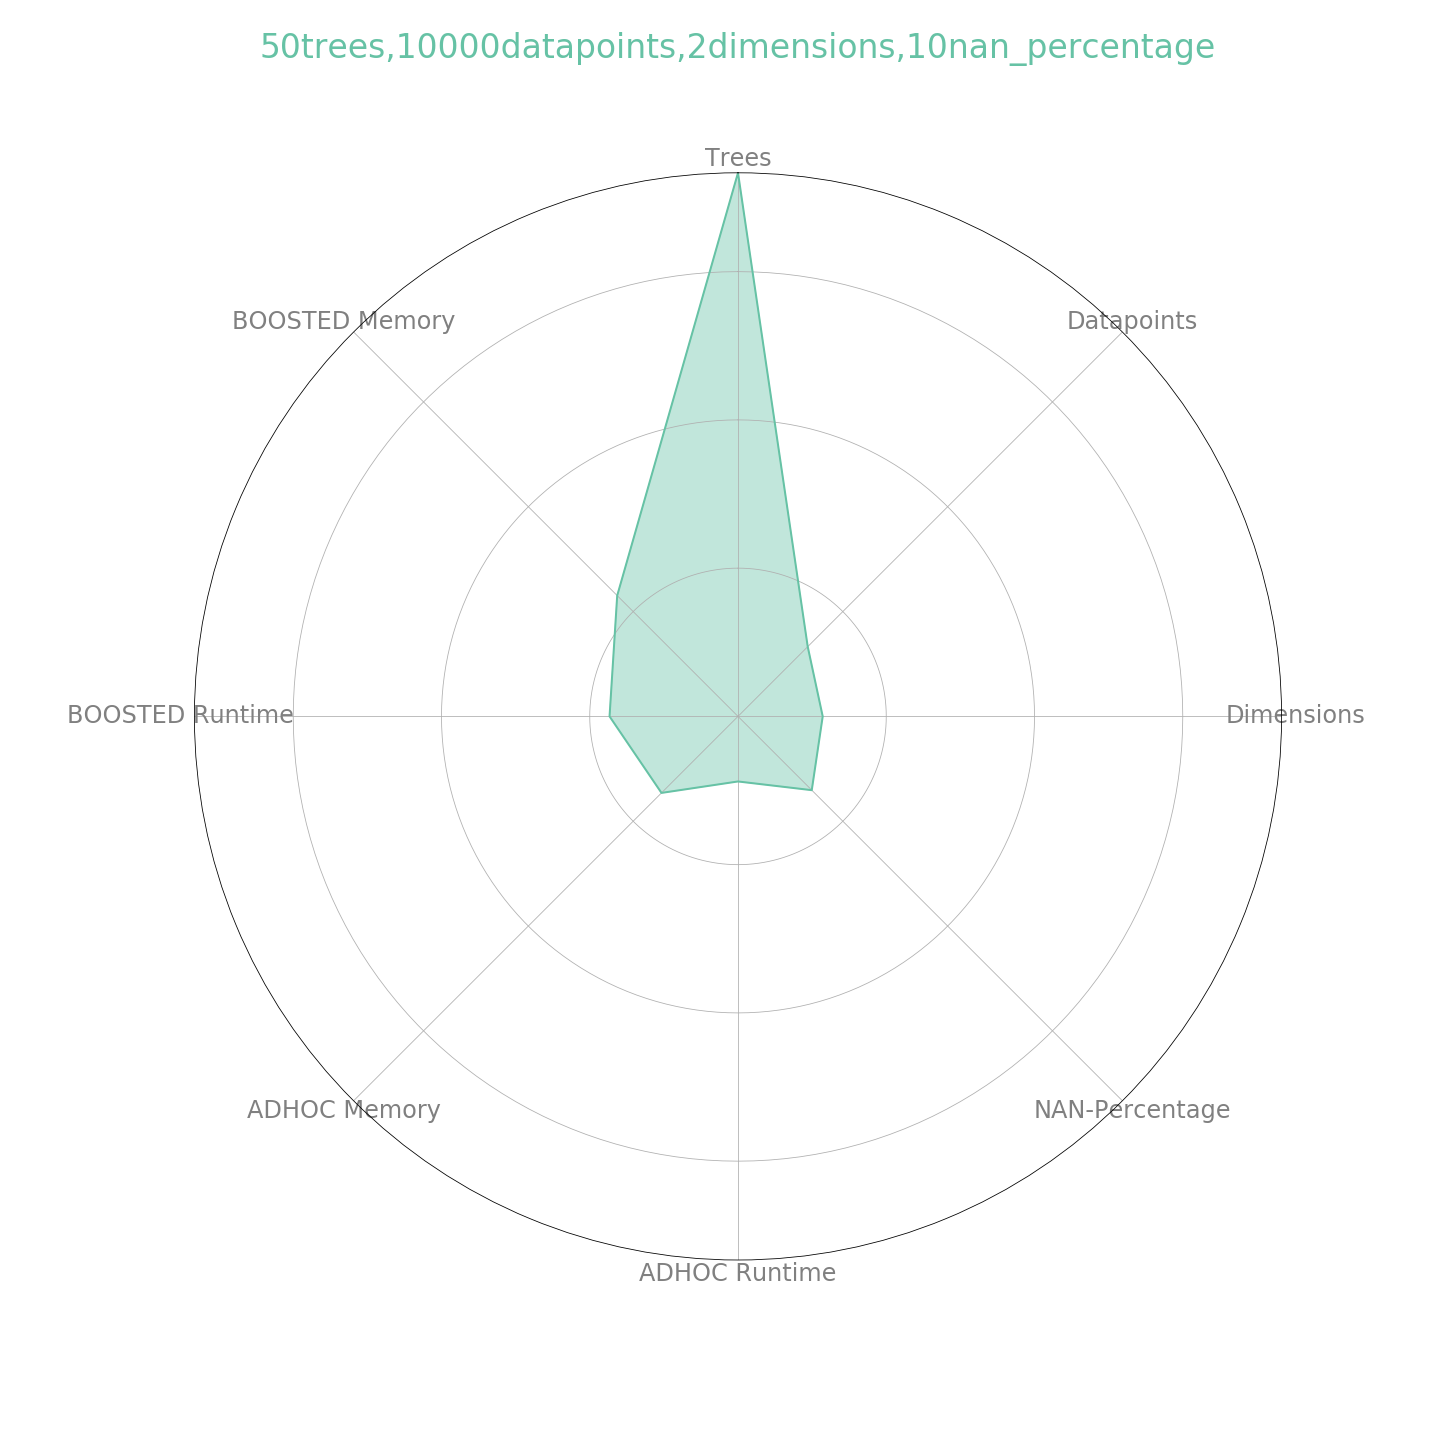 50trees,10000datapoints,2dimensions,10nan_percentage
Trees
BOOSTED Memory
Datapoints
BOOSTED Runtime
Dimensions
ADHOC Memory
NAN-Percentage
ADHOC Runtime